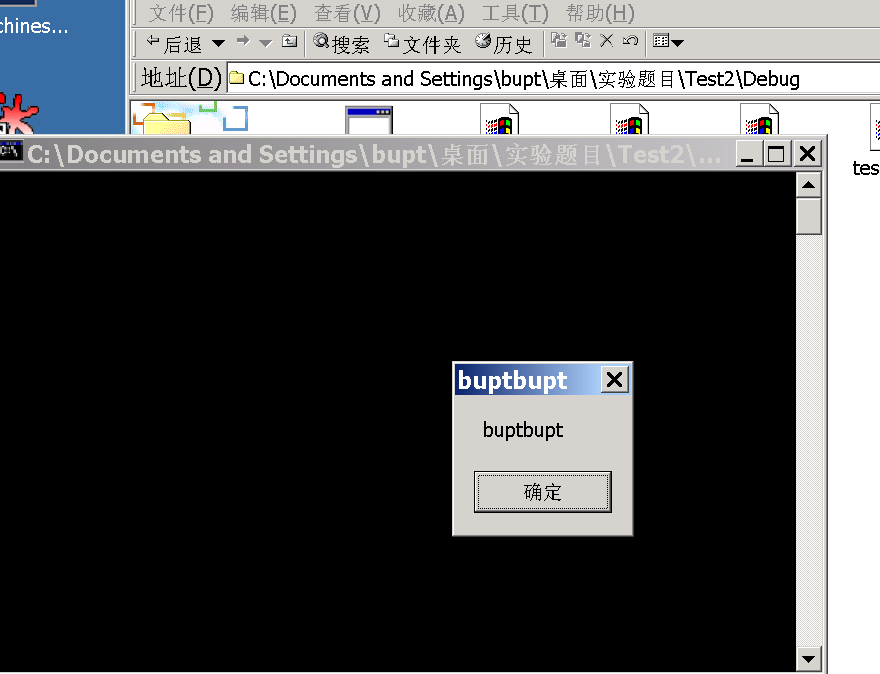 chines...
文件(F) 编辑(E) 查看(V) 收藏(A) 工具(T) 帮助(H)
后退 搜索 文件夹 历史
地址(D) C:\Documents and Settings\bupt\桌面\实验题目\Test2\Debug
tes
C:\Documents and Settings\bupt\桌面\实验题目\Test2\...
buptbupt
buptbupt
确定